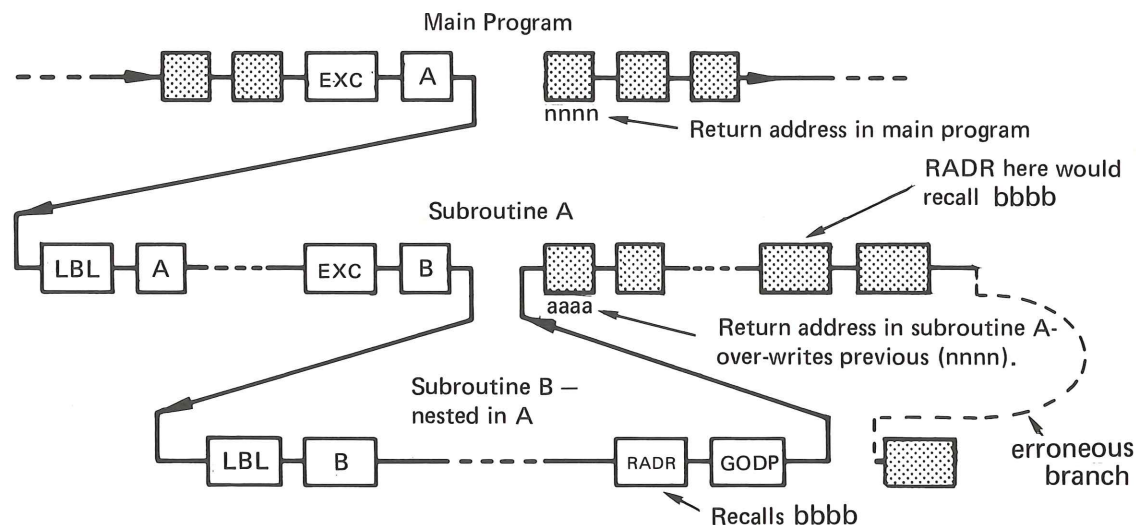 Main Program
EXC A
nnnn
Return address in main program
RADR here would
recall bbbb
Subroutine A
LBL A EXC B
aaaa
Return address in subroutine A-
over-writes previous (nnnn).
Subroutine B —
nested in A
LBL B RADR GODP
erroneous
branch
Recalls bbbb